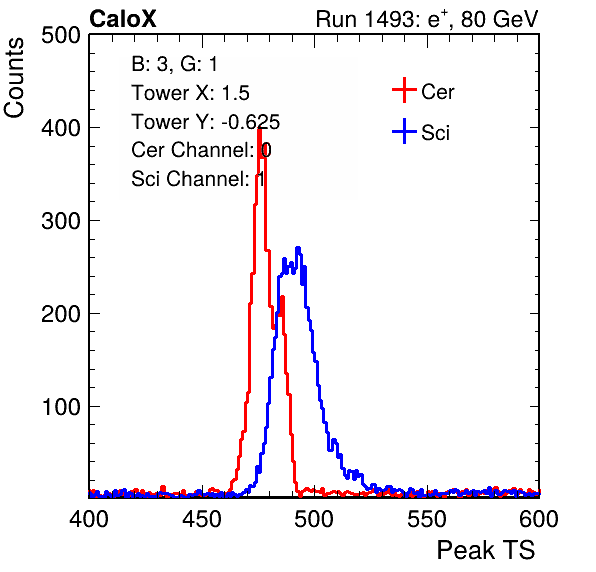 CaloX Run 1493: e⁺, 80 GeV
500
400
300
200
100
Counts
B: 3, G: 1
Tower X: 1.5
Tower Y: -0.625
Cer Channel: 0
Sci Channel: 1
Cer
Sci
400 450 500 550 600
Peak TS